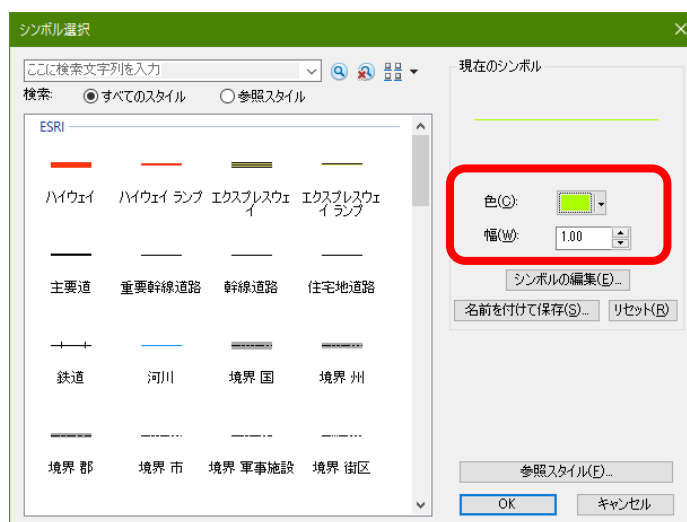 シンボル選択
ここに検索文字列を入力
検索: すべてのスタイル 参照スタイル
ESRI
ハイウェイ ハイウェイ ランプ エクスプレスウェイ エクスプレスウェイ ランプ
主要道 重要幹線道路 幹線道路 住宅地道路
鉄道 河川 境界 国 境界 州
境界 郡 境界 市 境界 軍事施設 境界 街区
現在のシンボル
色(C):
幅(W): 1.00
シンボルの編集(E)...
名前を付けて保存(S)... リセット(R)
参照スタイル(F)...
OK キャンセル